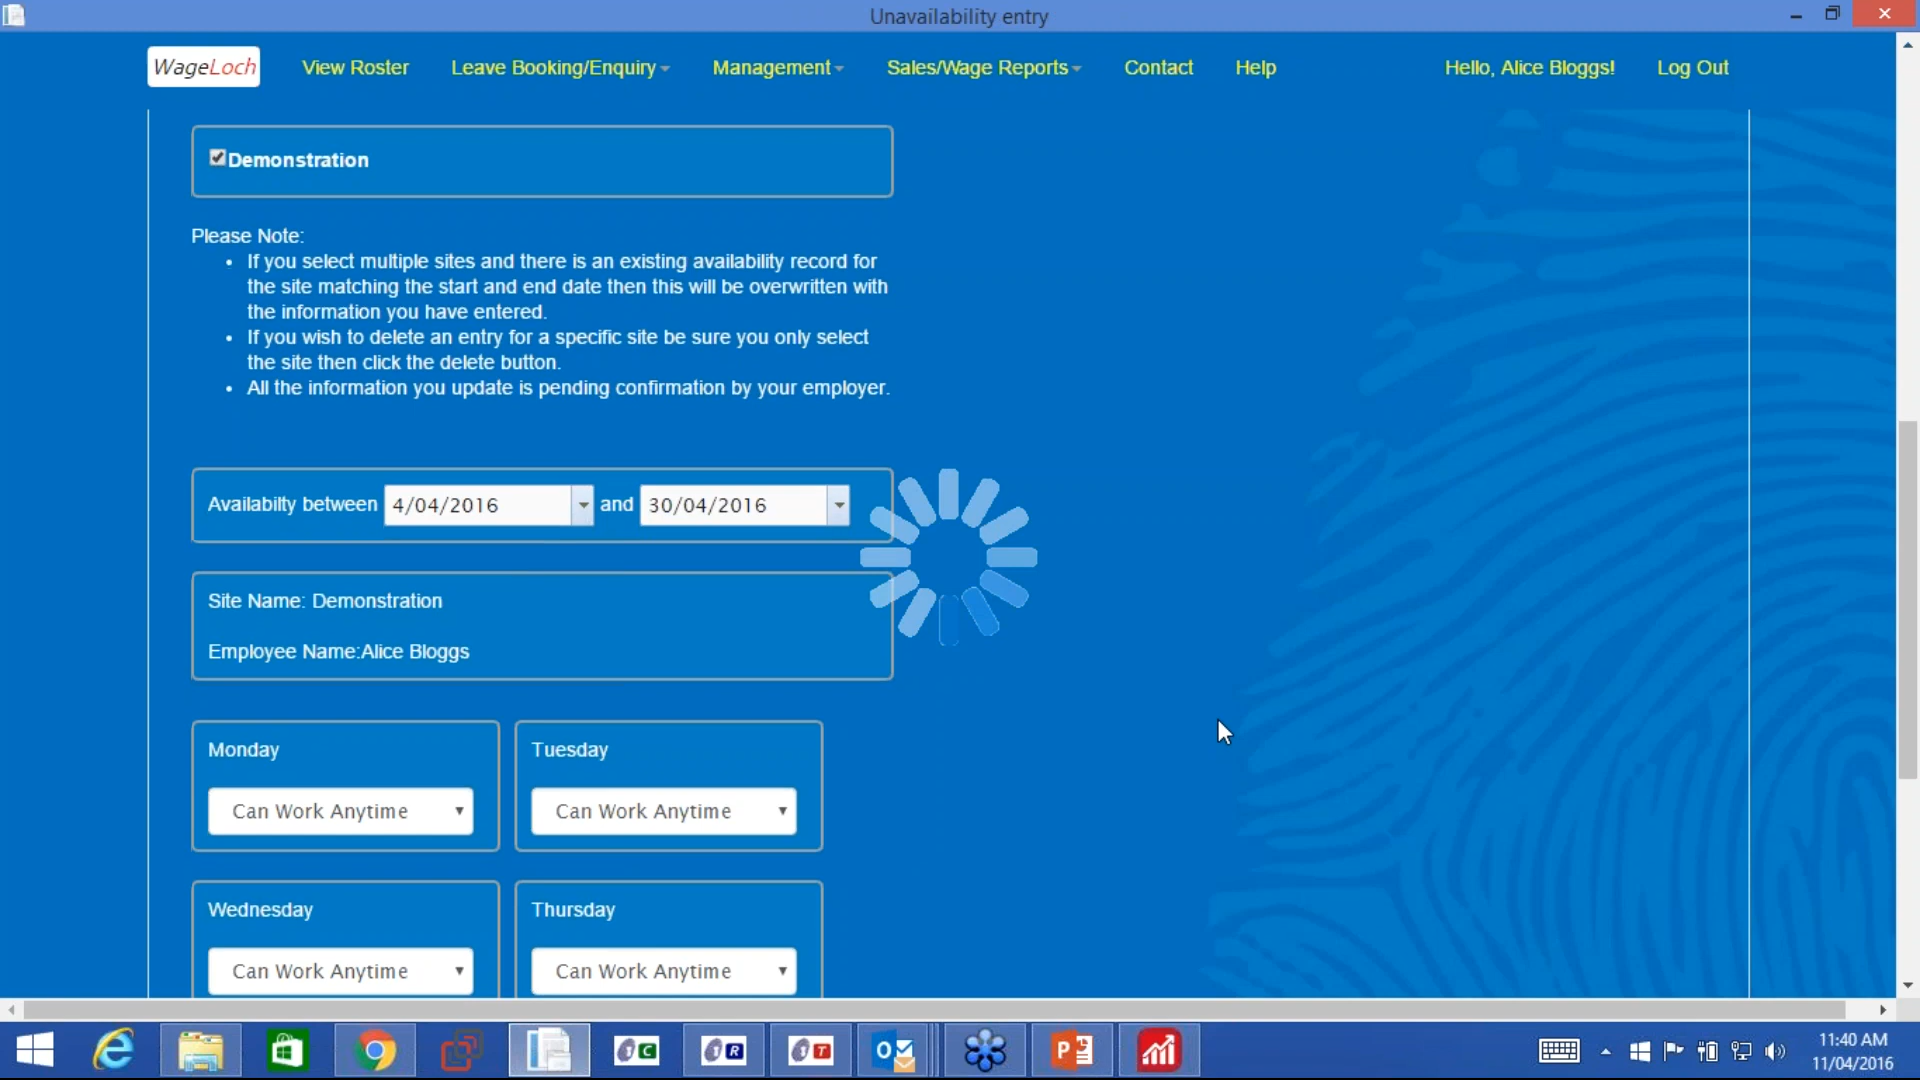 Unavailability entry
WageLoch View Roster Leave Booking/Enquiry Management Sales/Wage Reports Contact Help Hello, Alice Bloggs! Log Out
Demonstration
Please Note:
• If you select multiple sites and there is an existing availability record for
the site matching the start and end date then this will be overwritten with
the information you have entered.
• If you wish to delete an entry for a specific site be sure you only select
the site then click the delete button.
• All the information you update is pending confirmation by your employer.
Availabilty between 4/04/2016 and 30/04/2016
Site Name: Demonstration
Employee Name:Alice Bloggs
Monday Tuesday
Can Work Anytime Can Work Anytime
Wednesday Thursday
Can Work Anytime Can Work Anytime
11:40 AM
11/04/2016